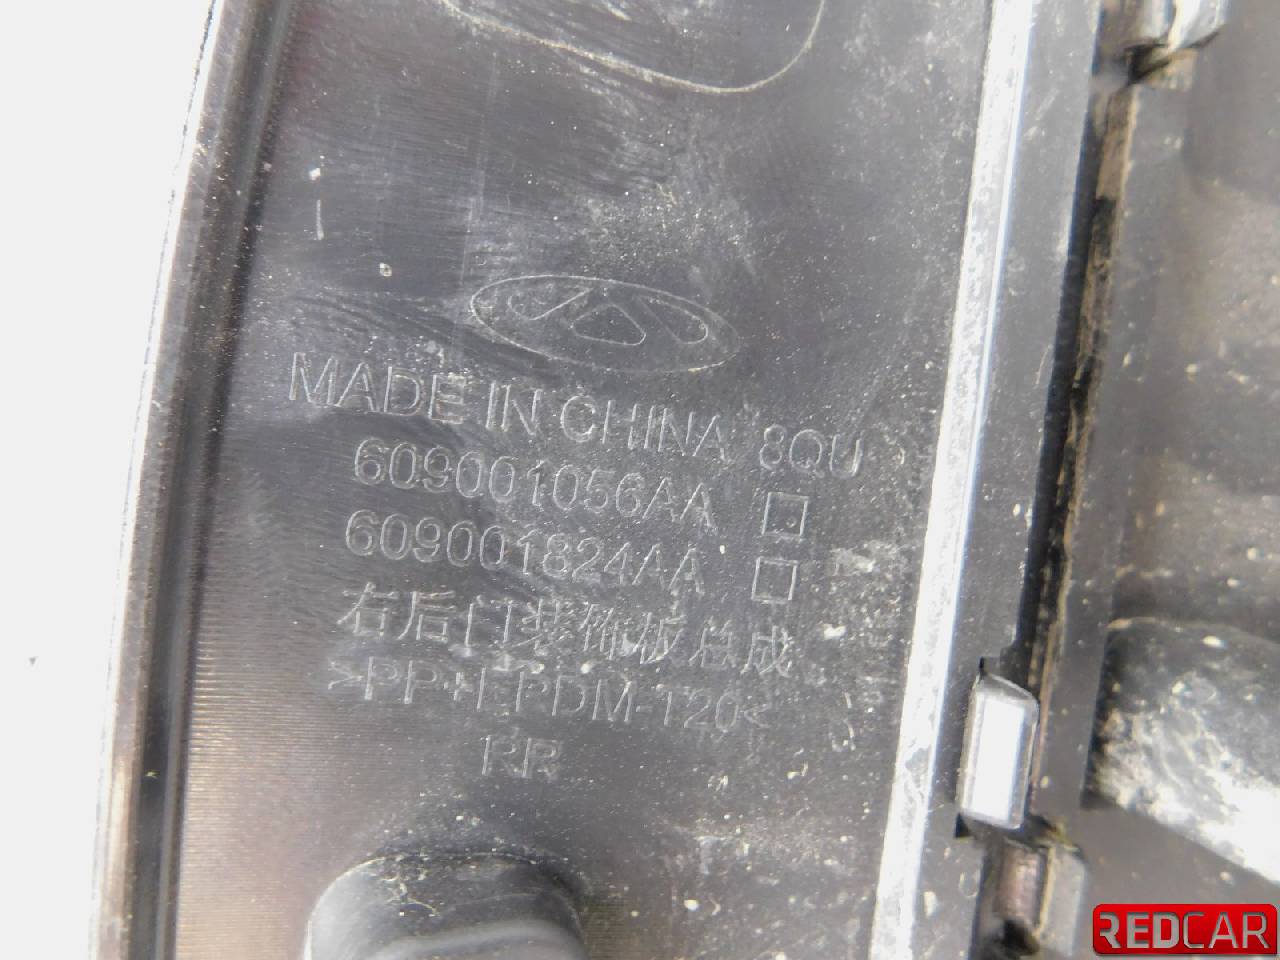 MADE IN CHINA 8QU
609001056AA □
609001824AA □
右后门装饰板总成
>PP+EPDM-T20<
RR
REDCAR